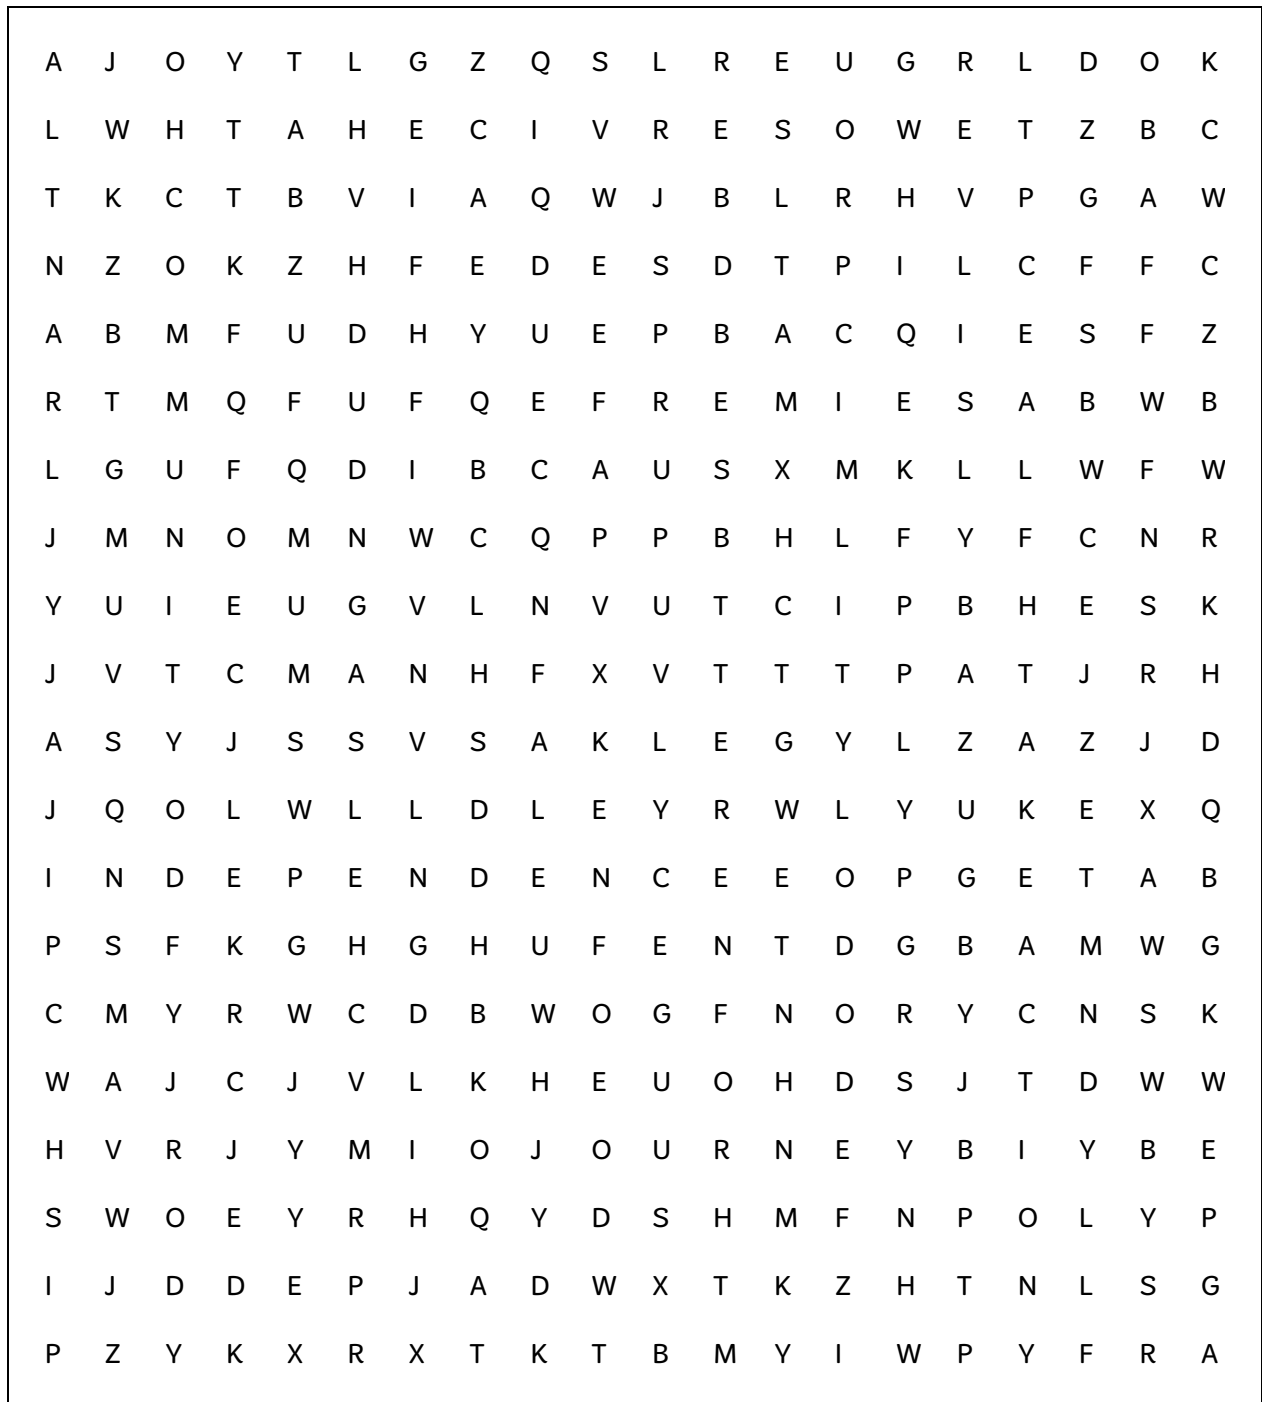 A J O Y T L G Z Q S L R E U G R L D O K
L W H T A H E C I V R E S O W E T Z B C
T K C T B V I A Q W J B L R H V P G A W
N Z O K Z H F E D E S D T P I L C F F C
A B M F U D H Y U E P B A C Q I E S F Z
R T M Q F U F Q E F R E M I E S A B W B
L G U F Q D I B C A U S X M K L L W F W
J M N O M N W C Q P P B H L F Y F C N R
Y U I E U G V L N V U T C I P B H E S K
J V T C M A N H F X V T T T P A T J R H
A S Y J S S V S A K L E G Y L Z A Z J D
J Q O L W L L D L E Y R W L Y U K E X Q
I N D E P E N D E N C E E O P G E T A B
P S F K G H G H U F E N T D G B A M W G
C M Y R W C D B W O G F N O R Y C N S K
W A J C J V L K H E U O H D S J T D W W
H V R J Y M I O J O U R N E Y B I Y B E
S W O E Y R H Q Y D S H M F N P O L Y P
I J D D E P J A D W X T K Z H T N L S G
P Z Y K X R X T K T B M Y I W P Y F R A